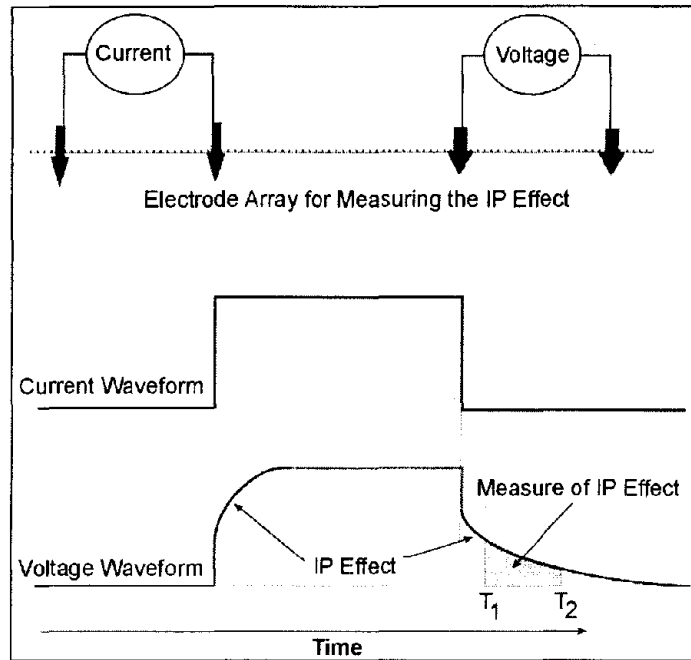 Current
Voltage
Electrode Array for Measuring the IP Effect
Current Waveform
Measure of IP Effect
IP Effect
Voltage Waveform
T1
T2
Time